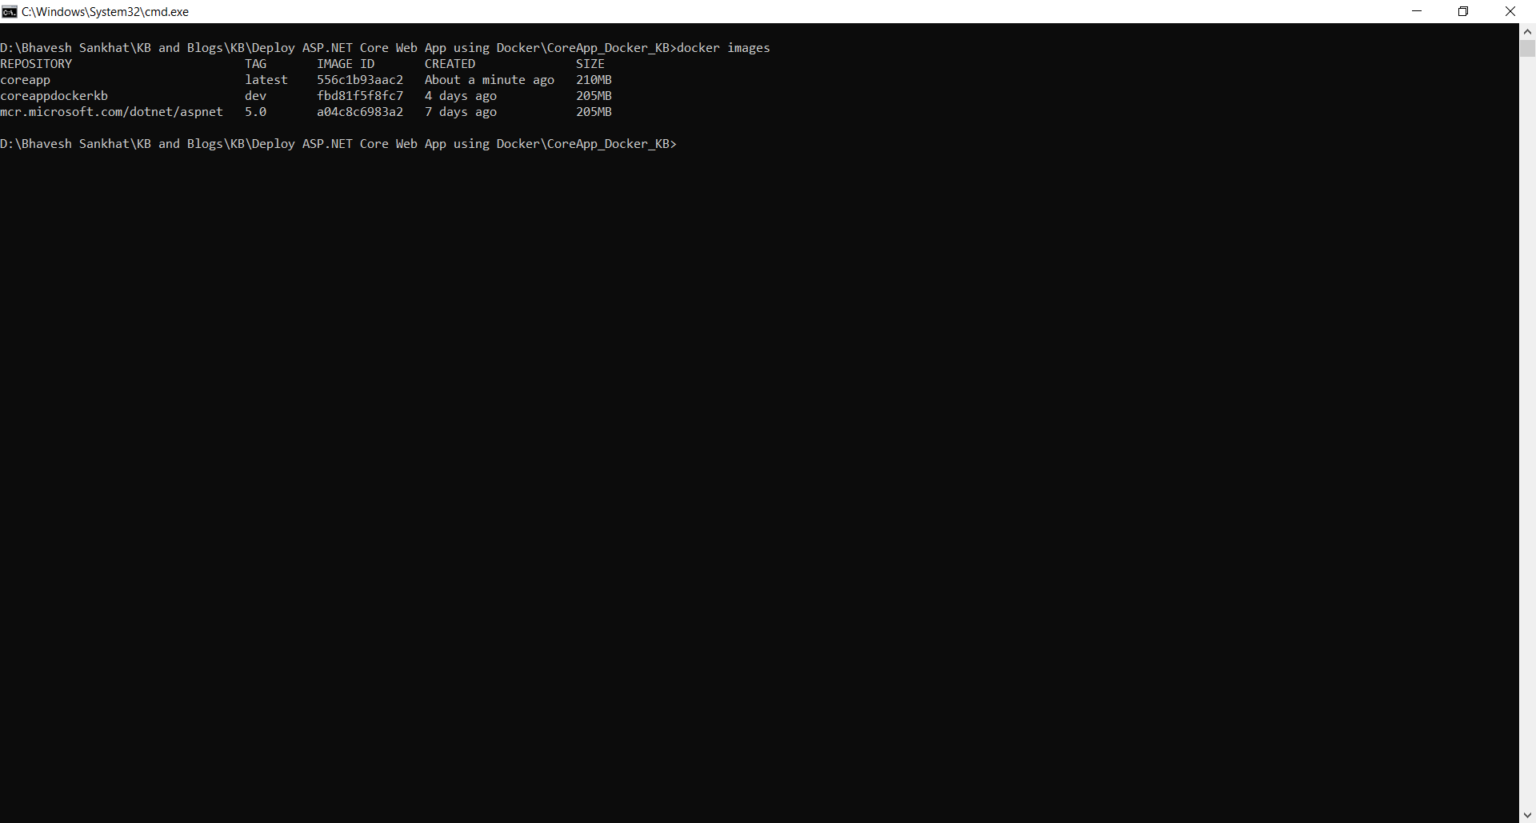 C:\Windows\System32\cmd.exe
D:\Bhavesh Sankhat\KB and Blogs\KB\Deploy ASP.NET Core Web App using Docker\CoreApp_Docker_KB>docker images
REPOSITORY TAG IMAGE ID CREATED SIZE
coreapp latest 556c1b93aac2 About a minute ago 210MB
coreappdockerkb dev fbd81f5f8fc7 4 days ago 205MB
mcr.microsoft.com/dotnet/aspnet 5.0 a04c8c6983a2 7 days ago 205MB
D:\Bhavesh Sankhat\KB and Blogs\KB\Deploy ASP.NET Core Web App using Docker\CoreApp_Docker_KB>